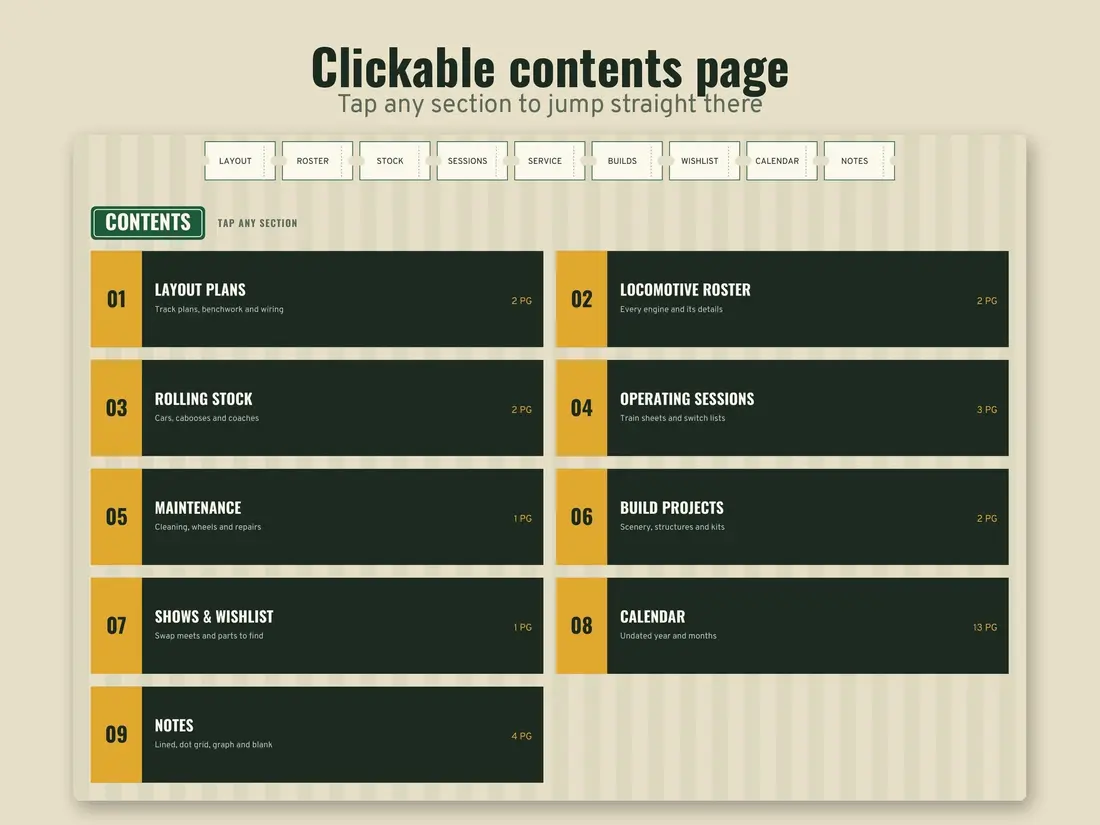 Clickable contents page
Tap any section to jump straight there
LAYOUT ROSTER STOCK SESSIONS SERVICE BUILDS WISHLIST CALENDAR NOTES
CONTENTS TAP ANY SECTION
01 LAYOUT PLANS
Track plans, benchwork and wiring
2 PG
02 LOCOMOTIVE ROSTER
Every engine and its details
2 PG
03 ROLLING STOCK
Cars, cabooses and coaches
2 PG
04 OPERATING SESSIONS
Train sheets and switch lists
3 PG
05 MAINTENANCE
Cleaning, wheels and repairs
1 PG
06 BUILD PROJECTS
Scenery, structures and kits
2 PG
07 SHOWS & WISHLIST
Swap meets and parts to find
1 PG
08 CALENDAR
Undated year and months
13 PG
09 NOTES
Lined, dot grid, graph and blank
4 PG